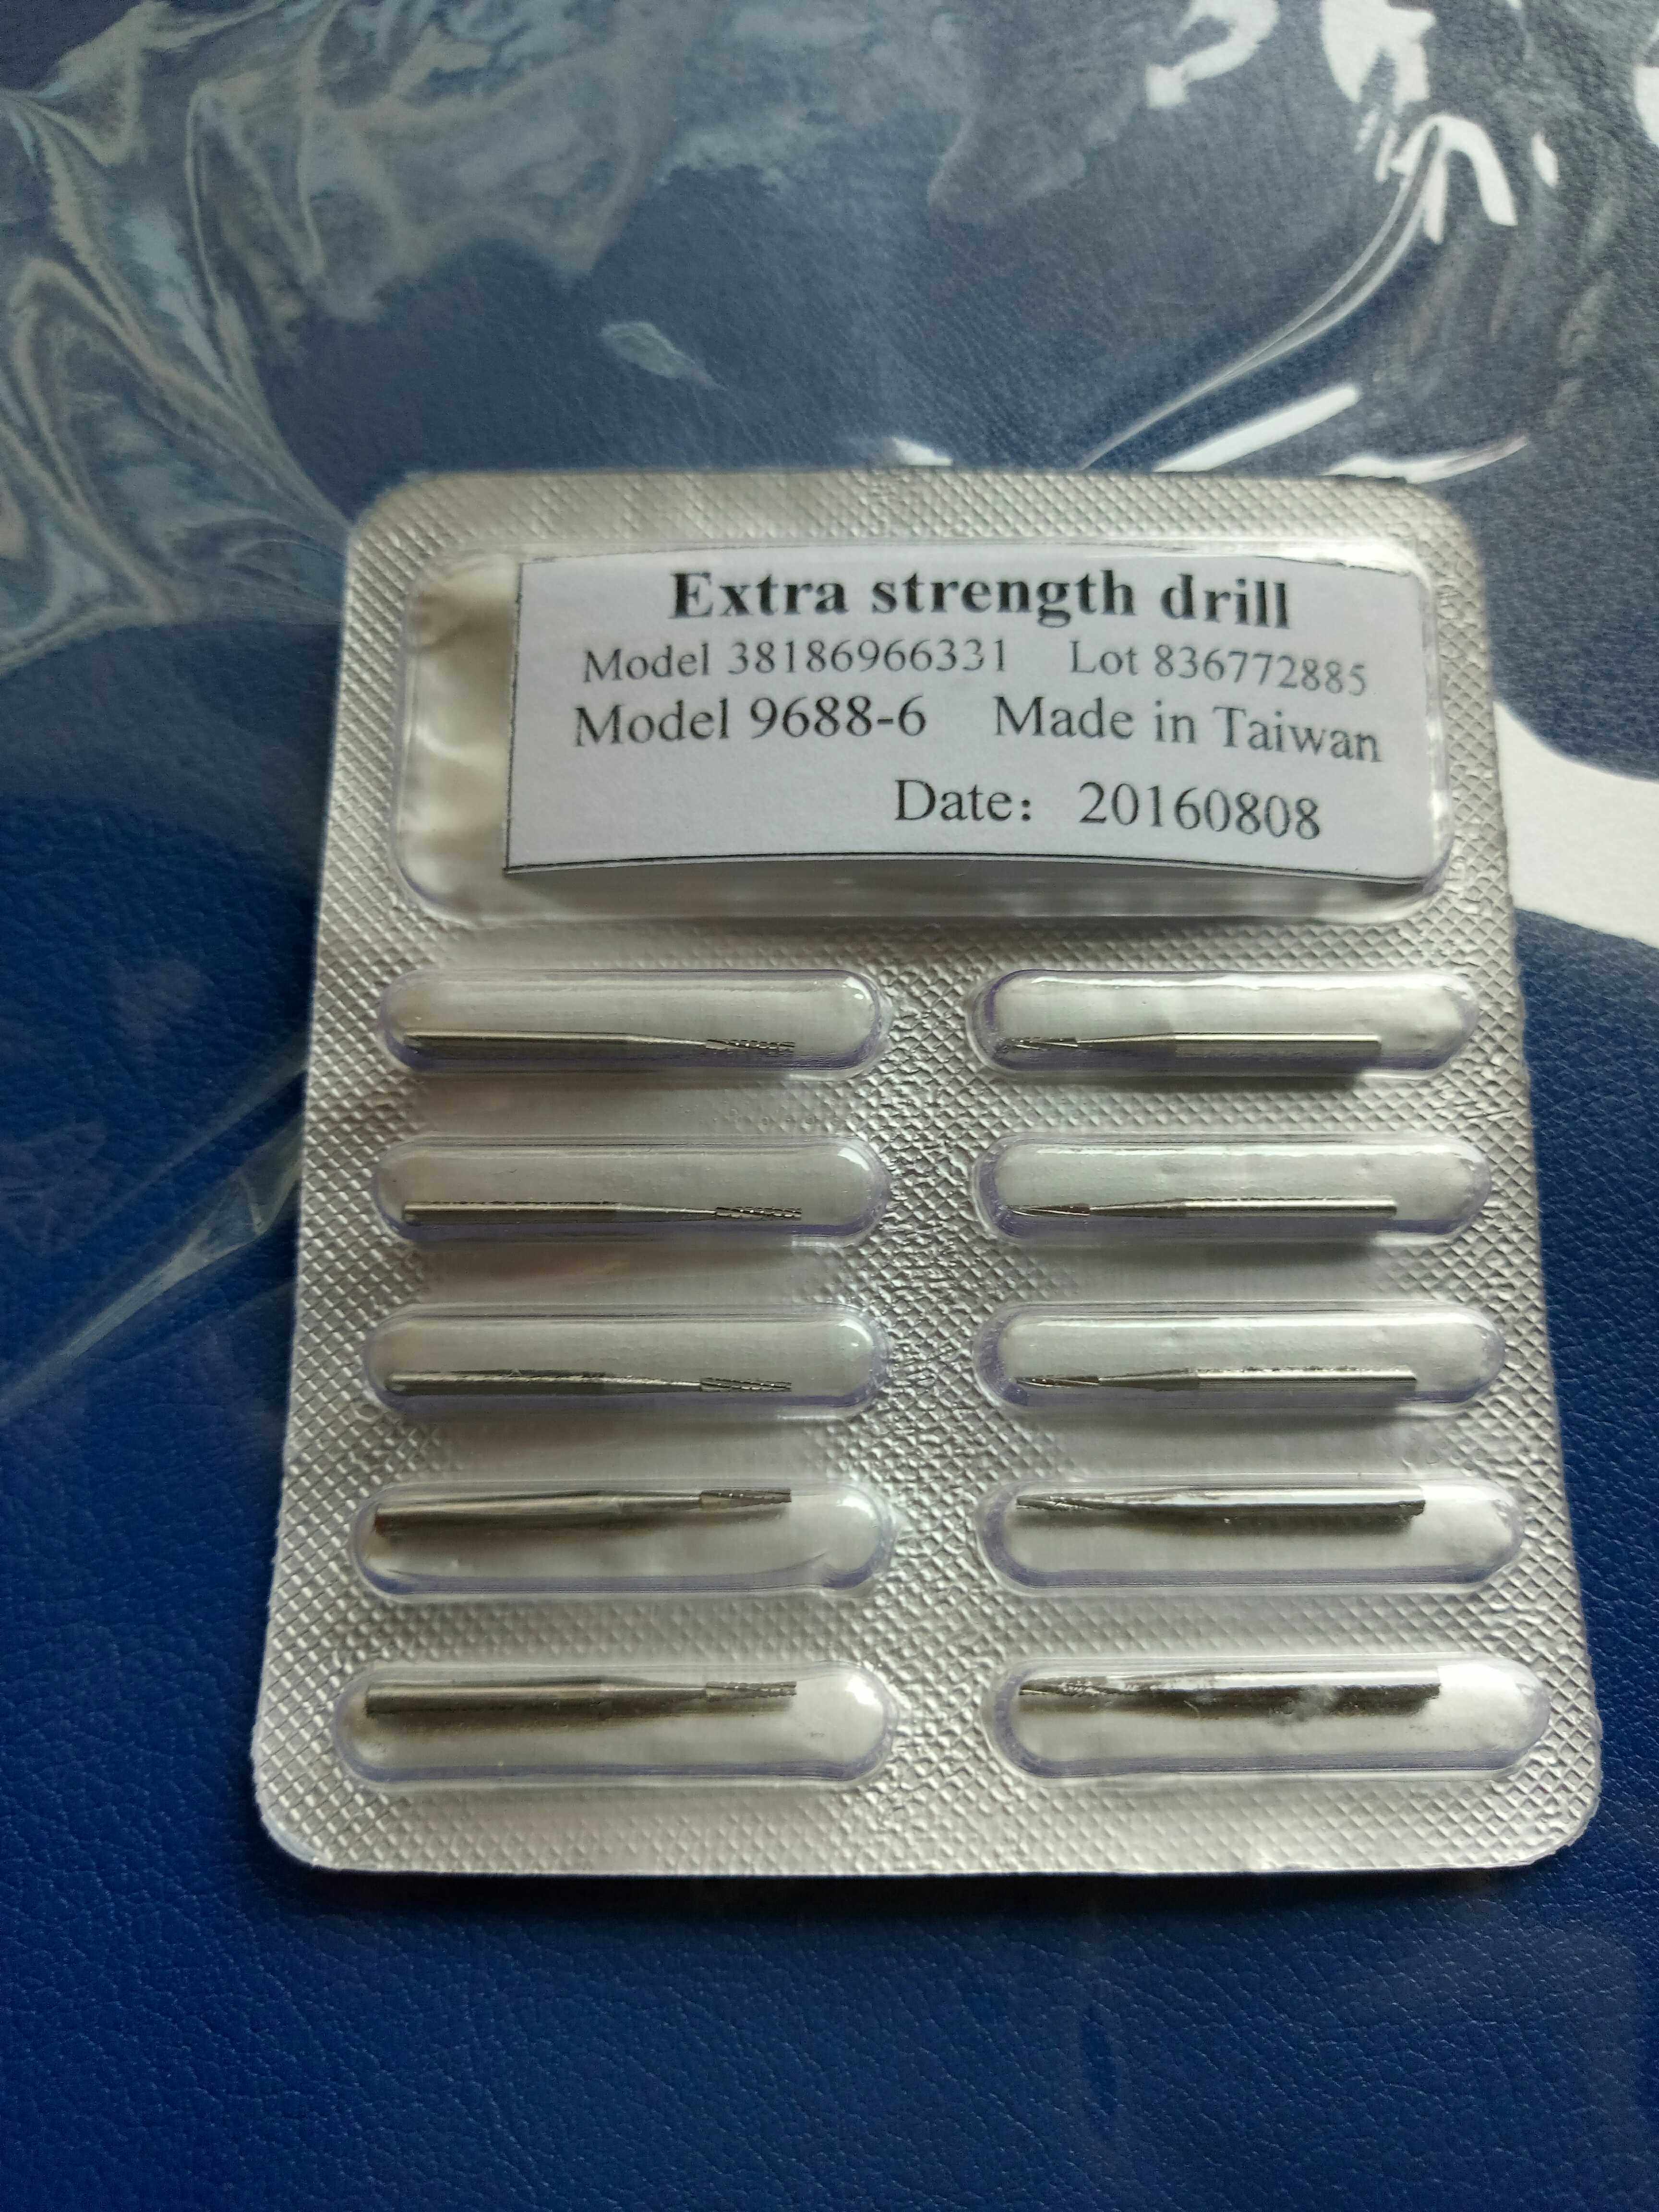 Extra strength drill
Model 38186966331 Lot 836772885
Model 9688-6 Made in Taiwan
Date： 20160808